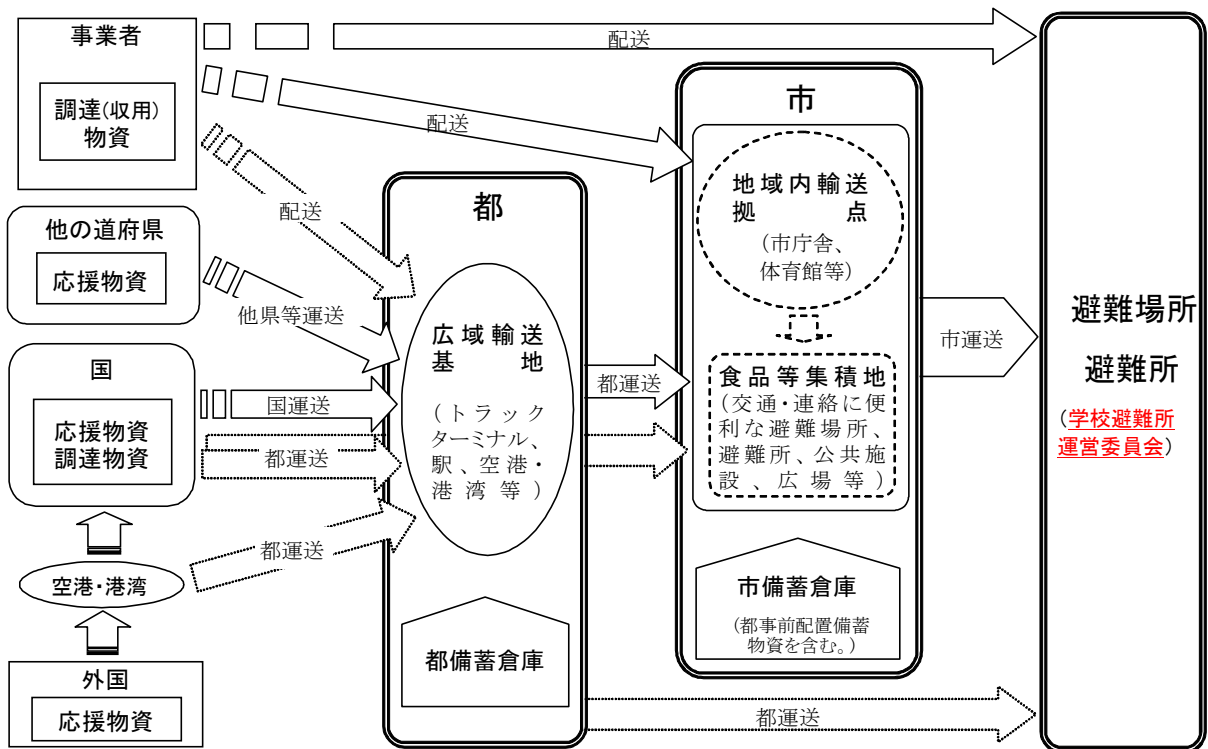 事業者
調達(収用)
物資
他の道府県
応援物資
国
応援物資
調達物資
空港・港湾
外国
応援物資
配送
配送
配送
他県等運送
国運送
都運送
都運送
都
広域輸送
基地
(トラック
ターミナル、
駅、空港・
港湾等)
都備蓄倉庫
都運送
都運送
市
地域内輸送
拠点
(市庁舎、
体育館等)
食品等集積地
(交通・連絡に便
利な避難場所、
避難所、公共施
設、広場等)
市備蓄倉庫
(都事前配置備蓄
物資を含む。)
市運送
避難場所
避難所
(学校避難所
運営委員会)